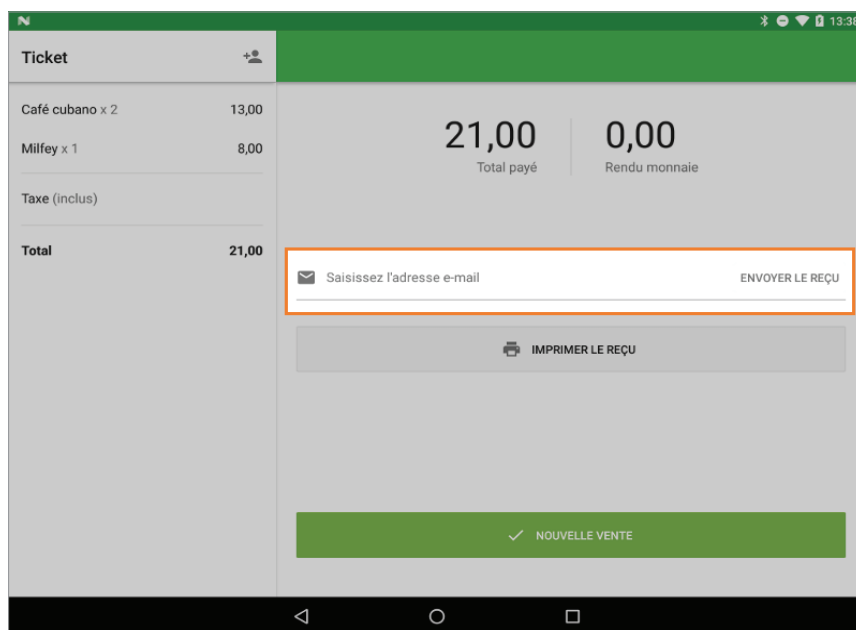 13:38
Ticket
Café cubano x 2 13,00
Milfey x 1 8,00
Taxe (inclus)
Total 21,00
21,00 0,00
Total payé Rendu monnaie
Saisissez l'adresse e-mail ENVOYER LE REÇU
IMPRIMER LE REÇU
NOUVELLE VENTE